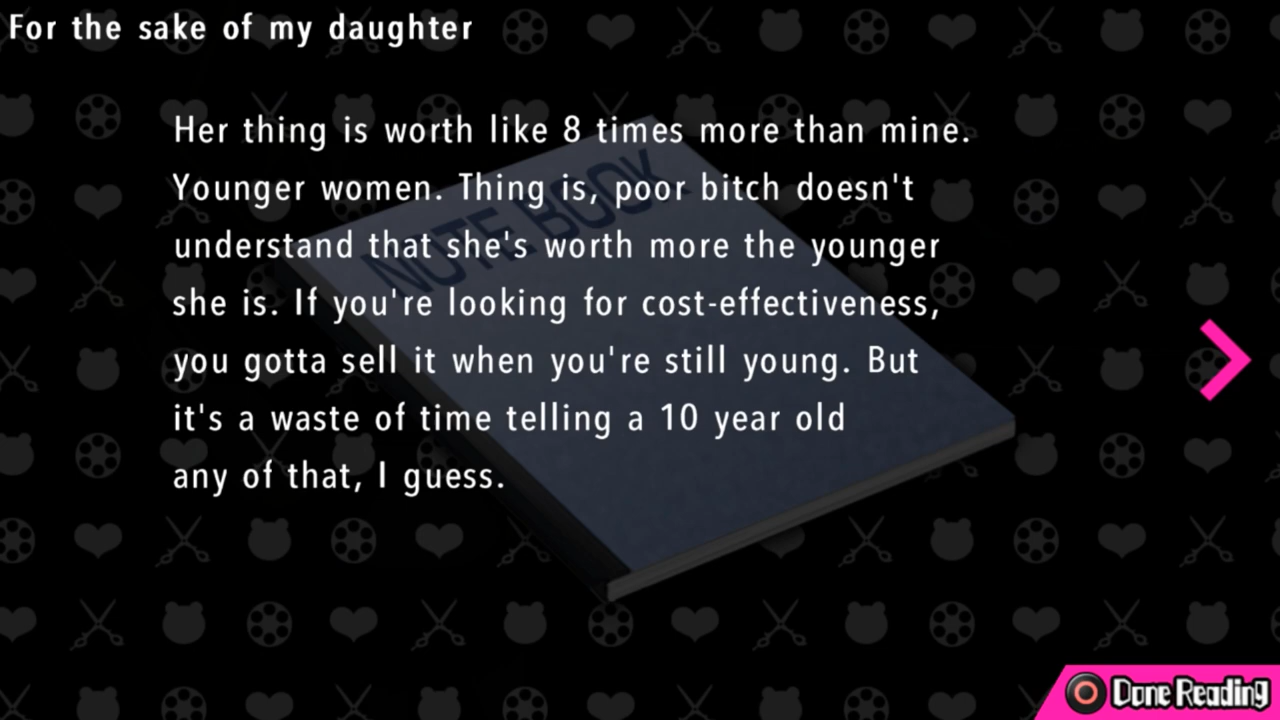 For the sake of my daughter
Her thing is worth like 8 times more than mine.
Younger women. Thing is, poor bitch doesn't
understand that she's worth more the younger
she is. If you're looking for cost-effectiveness,
you gotta sell it when you're still young. But
it's a waste of time telling a 10 year old
any of that, I guess.
NOTE BOOK
Done Reading